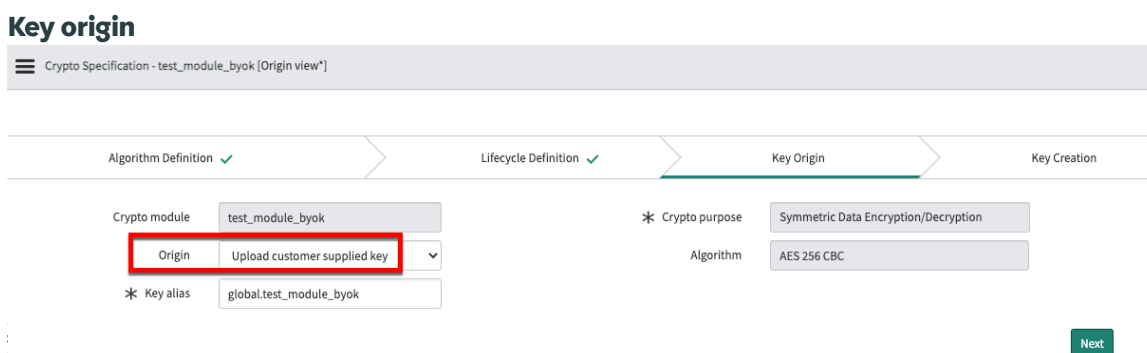 Key origin
Crypto Specification - test_module_byok [Origin view*]
Algorithm Definition ✓ Lifecycle Definition ✓ Key Origin Key Creation
Crypto module test_module_byok * Crypto purpose Symmetric Data Encryption/Decryption
Origin Upload customer supplied key Algorithm AES 256 CBC
* Key alias global.test_module_byok
Next